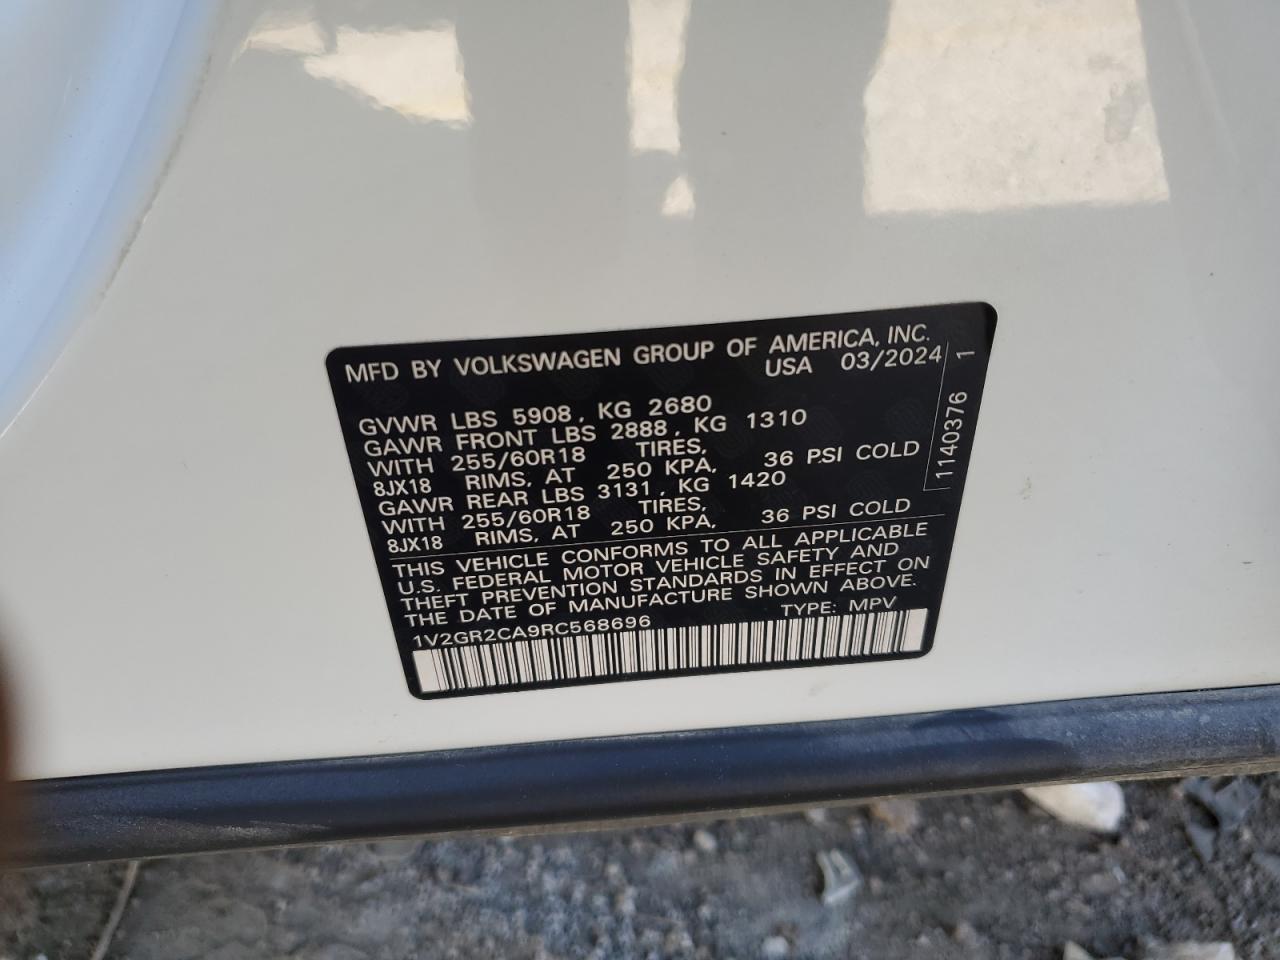 MFD BY VOLKSWAGEN GROUP OF AMERICA, INC.
USA 03/2024
GVWR LBS 5908, KG 2680
GAWR FRONT LBS 2888, KG 1310
WITH 255/60R18 TIRES,
8JX18 RIMS, AT 250 KPA, 36 PSI COLD
GAWR REAR LBS 3131, KG 1420
WITH 255/60R18 TIRES,
8JX18 RIMS, AT 250 KPA, 36 PSI COLD
THIS VEHICLE CONFORMS TO ALL APPLICABLE
U.S. FEDERAL MOTOR VEHICLE SAFETY AND
THEFT PREVENTION STANDARDS IN EFFECT ON
THE DATE OF MANUFACTURE SHOWN ABOVE.
1V2GR2CA9RC568696 TYPE: MPV
1140376 1